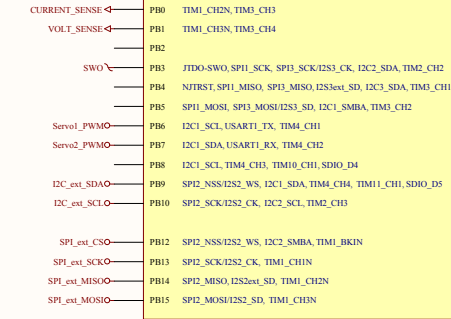 CURRENT_SENSE PB0 TIM1_CH2N, TIM3_CH3
VOLT_SENSE PB1 TIM1_CH3N, TIM3_CH4
PB2
SWO PB3 JTDO-SWO, SPI1_SCK, SPI3_SCK/I2S3_CK, I2C2_SDA, TIM2_CH2
PB4 NJTRST, SPI1_MISO, SPI3_MISO, I2S3ext_SD, I2C3_SDA, TIM3_CH1
PB5 SPI1_MOSI, SPI3_MOSI/I2S3_SD, I2C1_SMBA, TIM3_CH2
Servo1_PWM PB6 I2C1_SCL, USART1_TX, TIM4_CH1
Servo2_PWM PB7 I2C1_SDA, USART1_RX, TIM4_CH2
PB8 I2C1_SCL, TIM4_CH3, TIM10_CH1, SDIO_D4
I2C_ext_SDA PB9 SPI2_NSS/I2S2_WS, I2C1_SDA, TIM4_CH4, TIM11_CH1, SDIO_D5
I2C_ext_SCL PB10 SPI2_SCK/I2S2_CK, I2C2_SCL, TIM2_CH3
SPI_ext_CS PB12 SPI2_NSS/I2S2_WS, I2C2_SMBA, TIM1_BKIN
SPI_ext_SCK PB13 SPI2_SCK/I2S2_CK, TIM1_CH1N
SPI_ext_MISO PB14 SPI2_MISO, I2S2ext_SD, TIM1_CH2N
SPI_ext_MOSI PB15 SPI2_MOSI/I2S2_SD, TIM1_CH3N